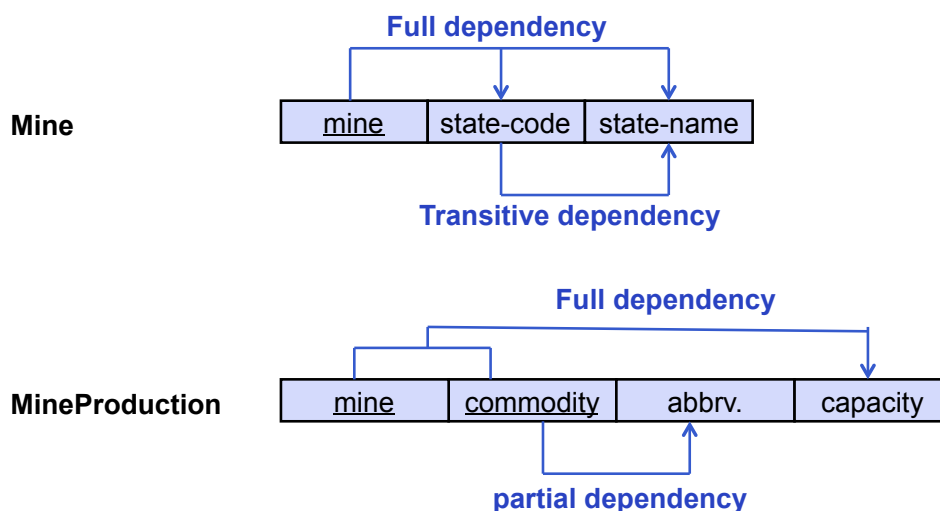 Full dependency
Mine
mine state-code state-name
Transitive dependency
Full dependency
MineProduction
mine commodity abbrv. capacity
partial dependency